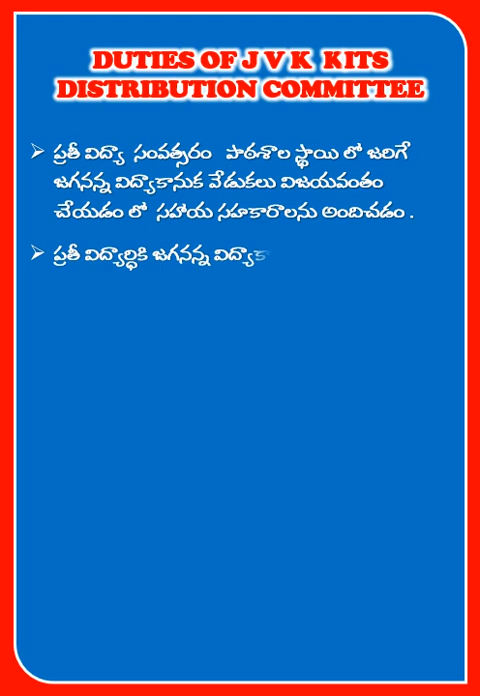 DUTIES OF J V K KITS
DISTRIBUTION COMMITTEE
➢ ప్రతీ విద్యా సంవత్సరం పాఠశాల స్థాయి లో జరిగే
జగనన్న విద్యాకానుక వేడుకలు విజయవంతం
చేయడం లో సహాయ సహకారాలను అందిచడం .
➢ ప్రతీ విద్యార్ధికి జగనన్న విద్యాకా